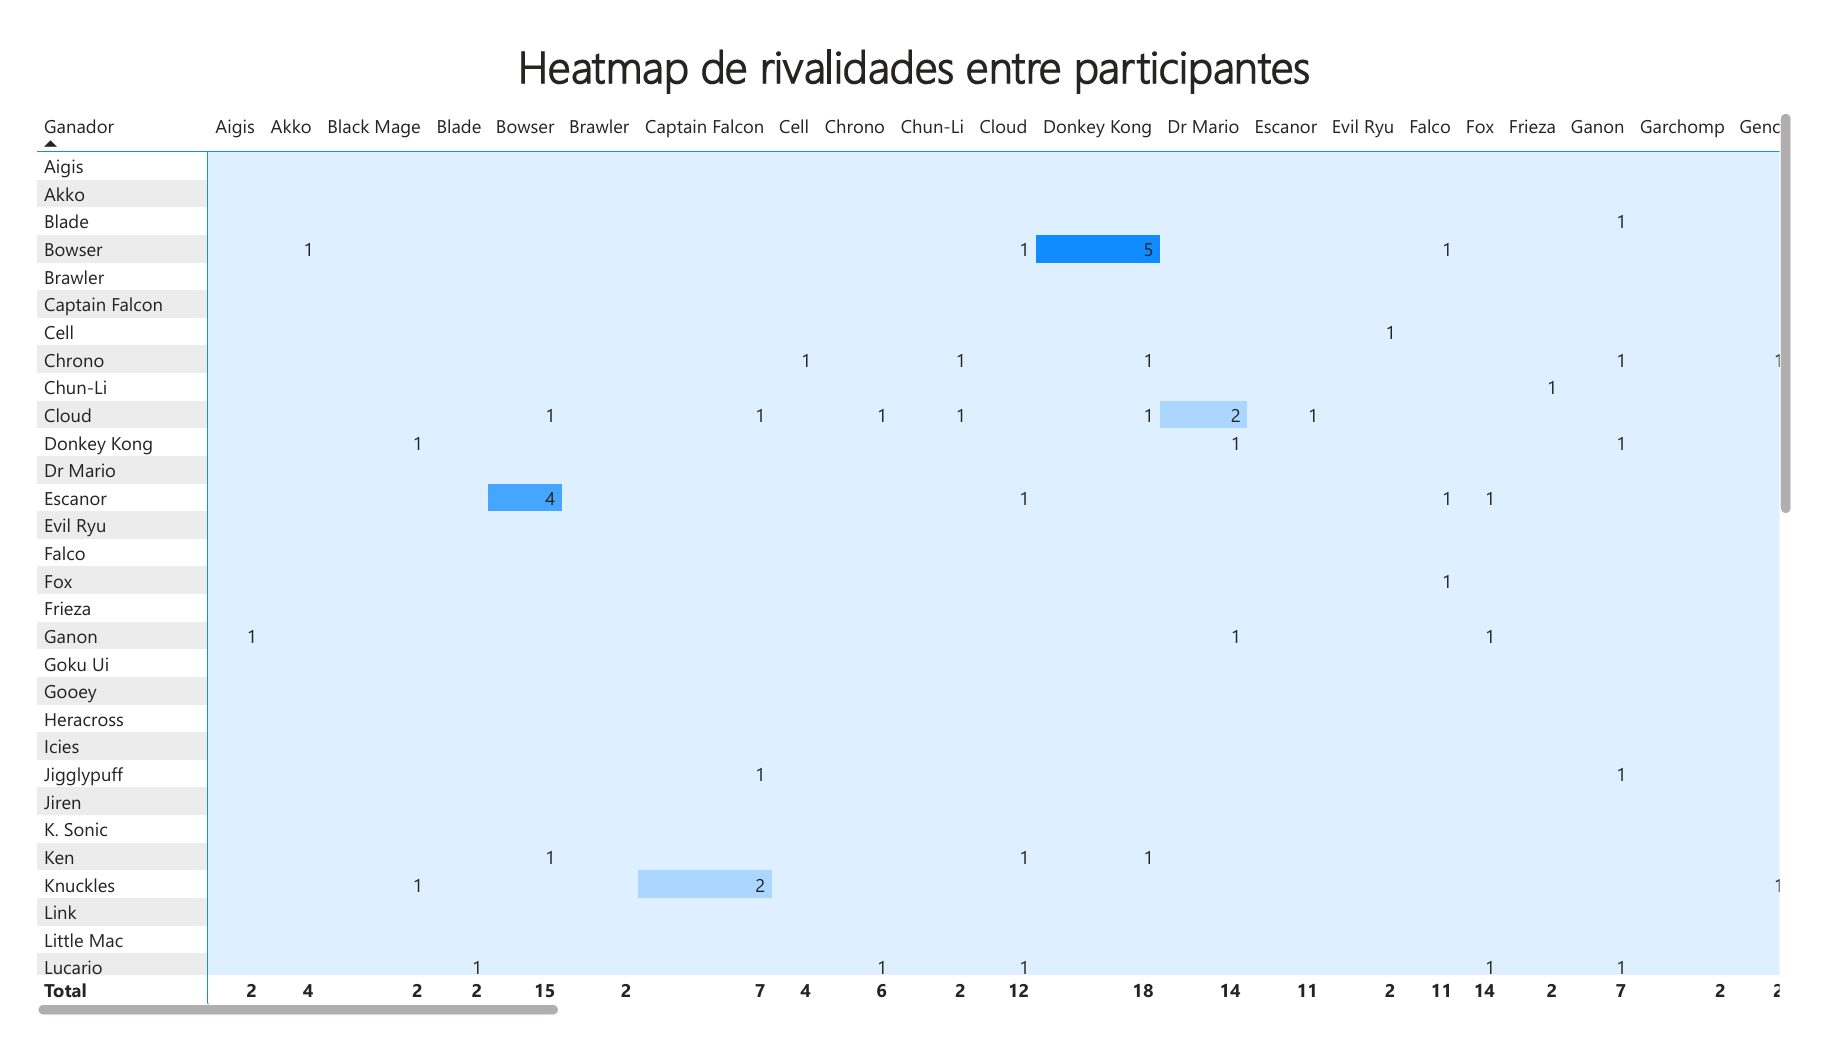 Heatmap de rivalidades entre participantes
Ganador Aigis Akko Black Mage Blade Bowser Brawler Captain Falcon Cell Chrono Chun-Li Cloud Donkey Kong Dr Mario Escanor Evil Ryu Falco Fox Frieza Ganon Garchomp Genc
Aigis
Akko
Blade 1
Bowser 1 1 5 1
Brawler
Captain Falcon
Cell 1
Chrono 1 1 1 1 1
Chun-Li 1
Cloud 1 1 1 1 1 2 1
Donkey Kong 1 1 1
Dr Mario
Escanor 4 1 1 1
Evil Ryu
Falco
Fox 1
Frieza
Ganon 1 1 1
Goku Ui
Gooey
Heracross
Icies
Jigglypuff 1 1
Jiren
K. Sonic
Ken 1 1 1
Knuckles 1 2 1
Link
Little Mac
Lucario 1 1 1 1 1
Total 2 4 2 2 15 2 7 4 6 2 12 18 14 11 2 11 14 2 7 2 2